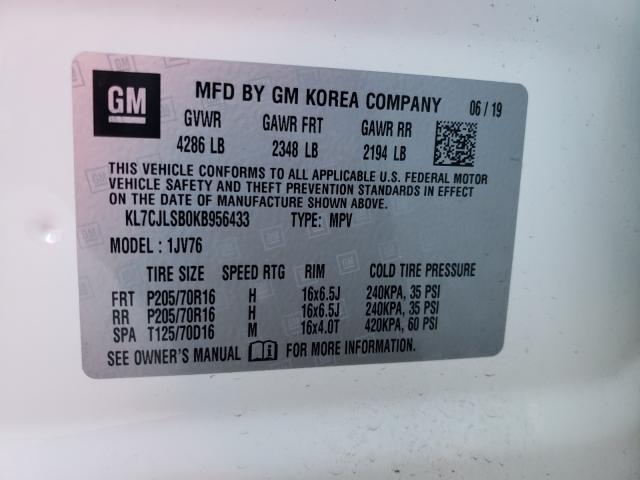 GM
MFD BY GM KOREA COMPANY 06 / 19
GVWR GAWR FRT GAWR RR
4286 LB 2348 LB 2194 LB
THIS VEHICLE CONFORMS TO ALL APPLICABLE U.S. FEDERAL MOTOR
VEHICLE SAFETY AND THEFT PREVENTION STANDARDS IN EFFECT
ON THE DATE OF MANUFACTURE SHOWN ABOVE.
KL7CJLSB0KB956433 TYPE: MPV
MODEL : 1JV76
TIRE SIZE SPEED RTG RIM COLD TIRE PRESSURE
FRT P205/70R16 H 16x6.5J 240KPA, 35 PSI
RR P205/70R16 H 16x6.5J 240KPA, 35 PSI
SPA T125/70D16 M 16x4.0T 420KPA, 60 PSI
SEE OWNER'S MANUAL FOR MORE INFORMATION.